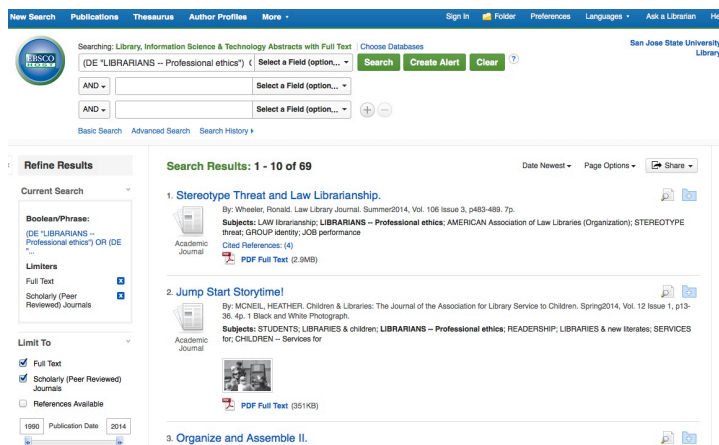 New Search Publications Thesaurus Author Profiles More Sign In Folder Preferences Languages Ask a Librarian
EBSCO
HOST
Searching: Library, Information Science & Technology Abstracts with Full Text Choose Databases
San Jose State University
Library
(DE "LIBRARIANS -- Professional ethics") Select a Field (option... Search Create Alert Clear ?
AND Select a Field (option...
AND Select a Field (option...
Basic Search Advanced Search Search History
Refine Results
Current Search
Boolean/Phrase:
(DE "LIBRARIANS --
Professional ethics") OR (DE
"...
Limiters
Full Text
Scholarly (Peer
Reviewed) Journals
Limit To
Full Text
Scholarly (Peer Reviewed)
Journals
References Available
1990 Publication Date 2014
Search Results: 1 - 10 of 69 Date Newest Page Options Share
1. Stereotype Threat and Law Librarianship.
By: Wheeler, Ronald. Law Library Journal. Summer2014, Vol. 106 Issue 3, p483-489. 7p.
Subjects: LAW librarianship; LIBRARIANS -- Professional ethics; AMERICAN Association of Law Libraries (Organization); STEREOTYPE
threat; GROUP identity; JOB performance
Academic
Journal
Cited References: (4)
PDF Full Text (2.9MB)
2. Jump Start Storytime!
By: MCNEIL, HEATHER. Children & Libraries: The Journal of the Association for Library Service to Children. Spring2014, Vol. 12 Issue 1, p13-
36. 4p. 1 Black and White Photograph.
Subjects: STUDENTS; LIBRARIES & children; LIBRARIANS -- Professional ethics; READERSHIP; LIBRARIES & new literates; SERVICES
for; CHILDREN -- Services for
Academic
Journal
PDF Full Text (351KB)
3. Organize and Assemble II.